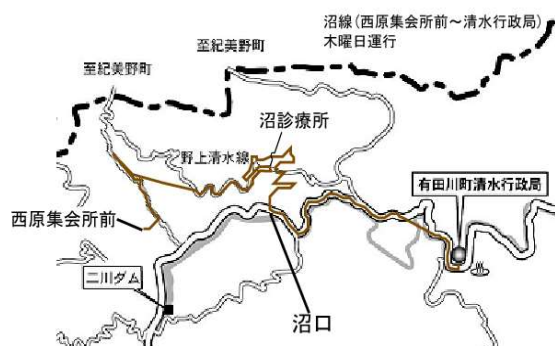 沼線(西原集会所前~清水行政局)
木曜日運行
至紀美野町
至紀美野町
沼診療所
野上清水線
有田川町清水行政局
西原集会所前
二川ダム
沼口